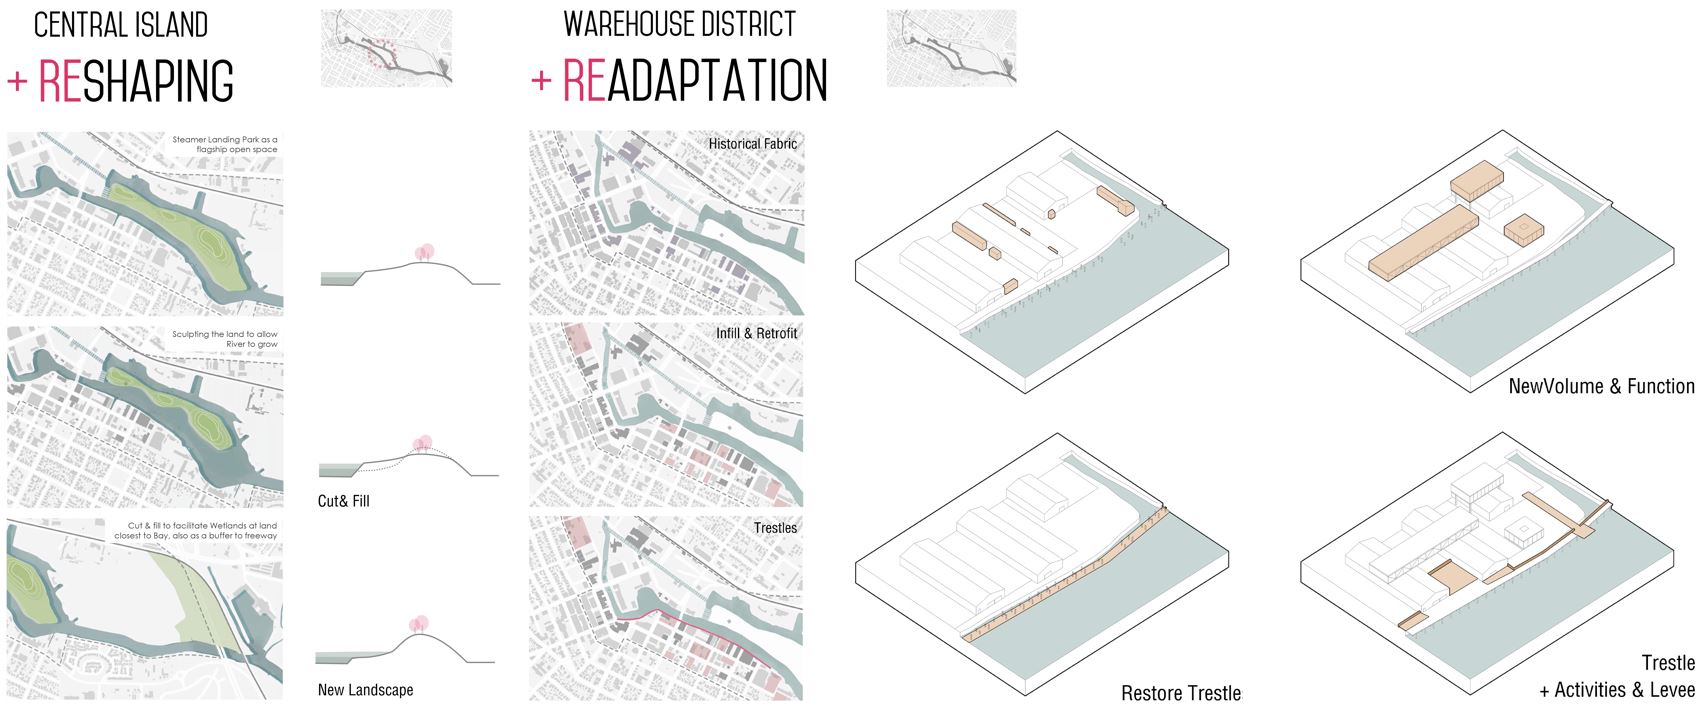 CENTRAL ISLAND
+ RESHAPING
Steamer Landing Park as a
flagship open space
Sculpting the land to allow
River to grow
Cut & fill to facilitate Wetlands at land
closest to Bay, also as a buffer to freeway
Cut& Fill
New Landscape
WAREHOUSE DISTRICT
+ READAPTATION
Historical Fabric
Infill & Retrofit
Trestles
NewVolume & Function
Restore Trestle
Trestle
+ Activities & Levee